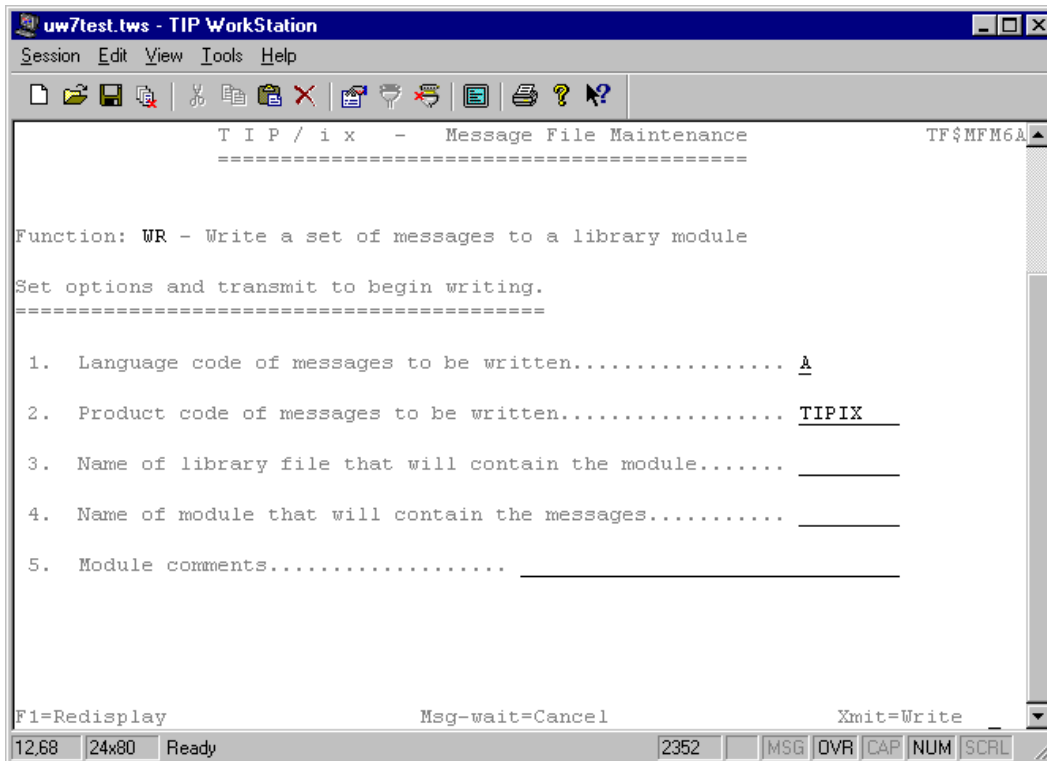 uw7test.tws - TIP WorkStation
Session Edit View Tools Help
T I P / i x - Message File Maintenance TF$MFM6A
==========================================
Function: WR - Write a set of messages to a library module
Set options and transmit to begin writing.
==========================================
1. Language code of messages to be written................. A
2. Product code of messages to be written.................. TIPIX
3. Name of library file that will contain the module....... ________
4. Name of module that will contain the messages........... ________
5. Module comments................... ______________________________
F1=Redisplay Msg-wait=Cancel Xmit=Write _
12,68 24x80 Ready 2352 MSG OVR CAP NUM SCRL